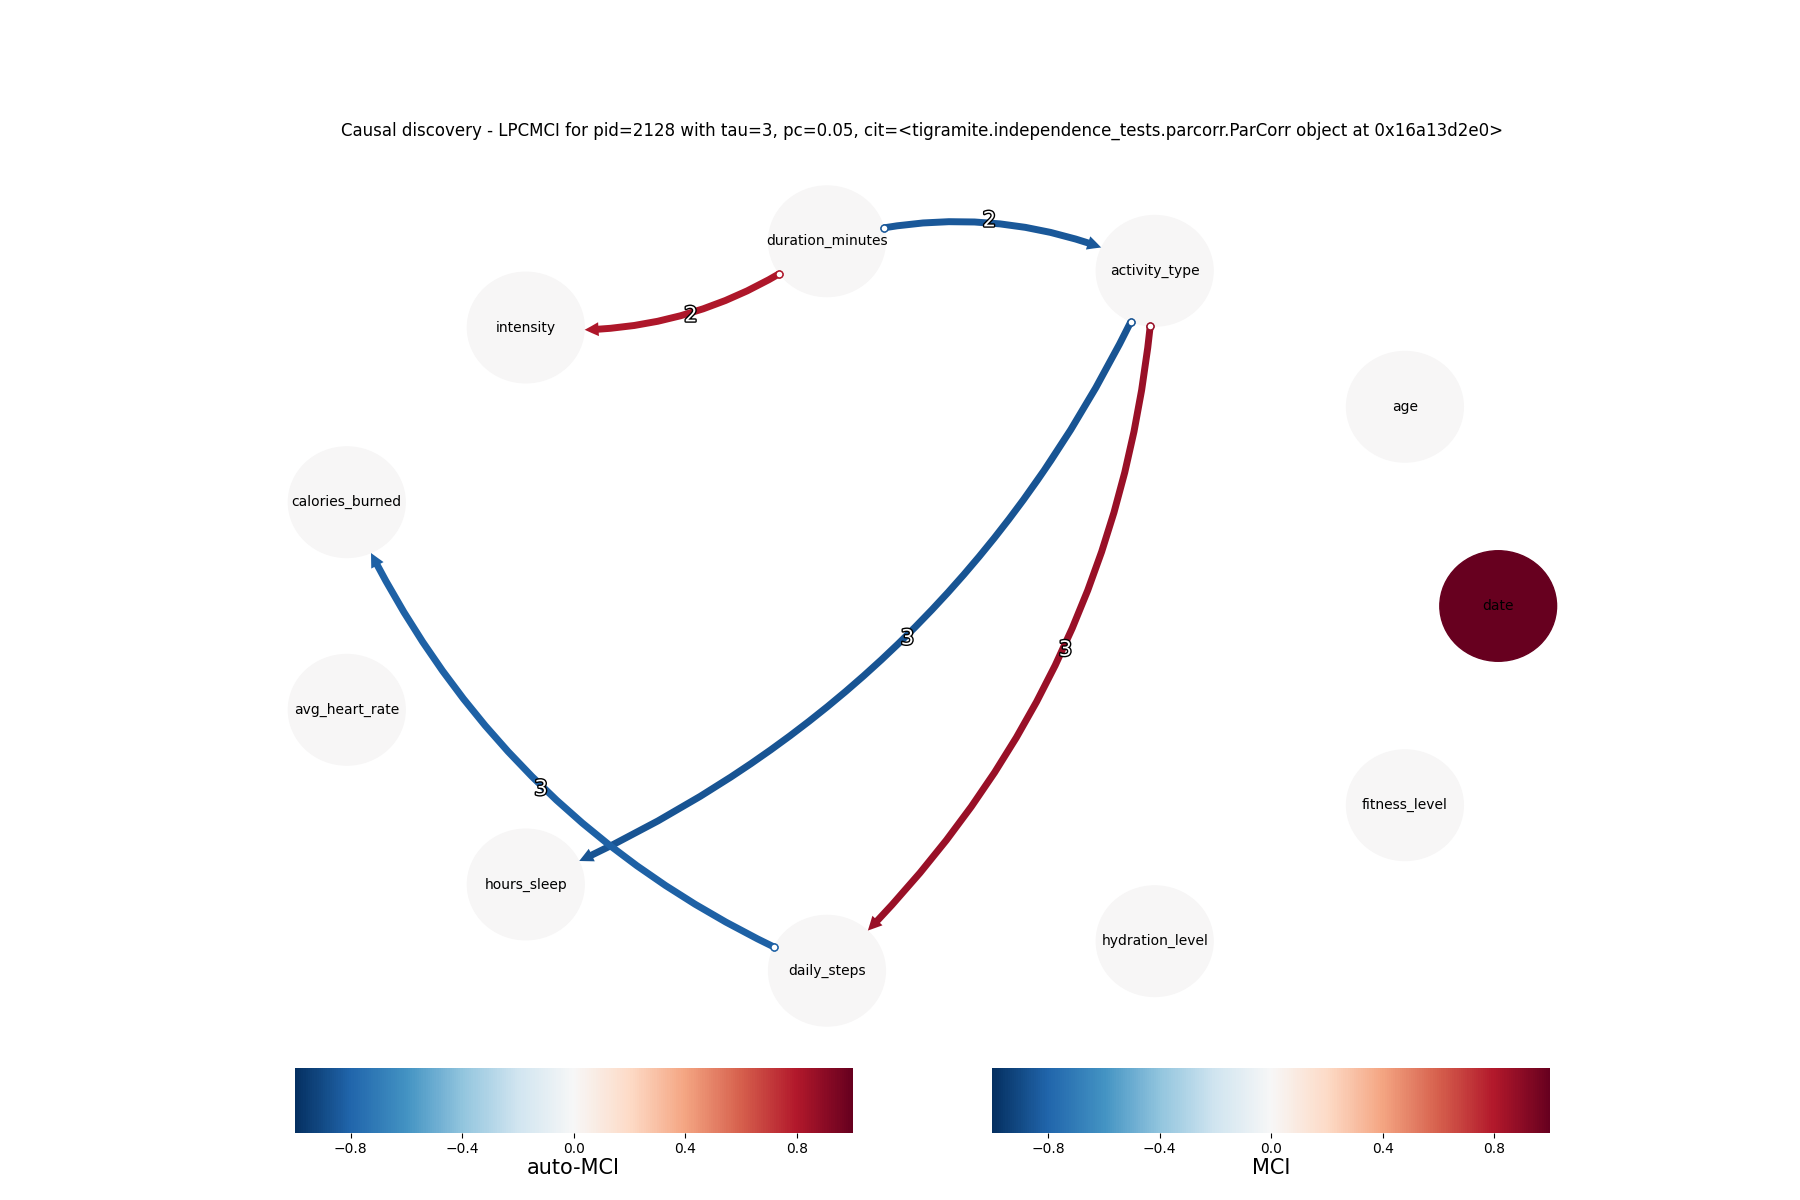 Causal discovery - LPCMCI for pid=2128 with tau=3, pc=0.05, cit=<tigramite.independence_tests.parcorr.ParCorr object at 0x16a13d2e0>
2
duration_minutes
activity_type
2
intensity
age
calories_burned
date
3
3
avg_heart_rate
3
fitness_level
hours_sleep
hydration_level
daily_steps
−0.8 −0.4 0.0 0.4 0.8
auto-MCI
−0.8 −0.4 0.0 0.4 0.8
MCI